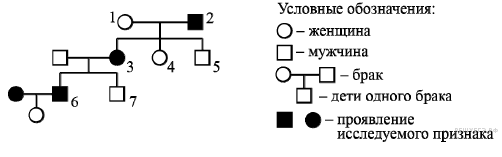 Условные обозначения:
1
2
– женщина
– мужчина
3
4
5
– брак
– дети одного брака
6
7
– проявление
исследуемого признака